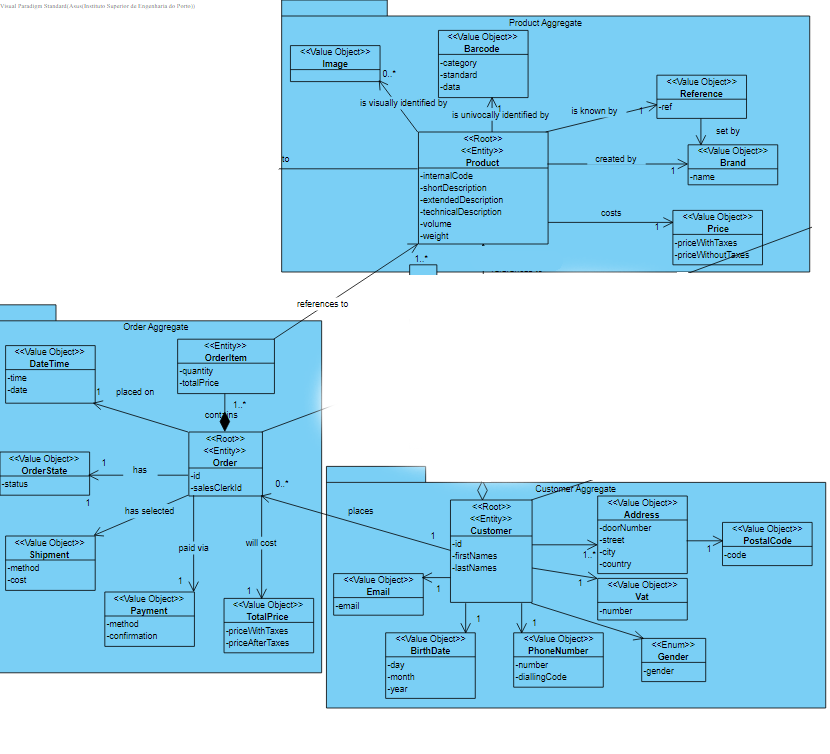 Visual Paradigm Standard(Asus(Instituto Superior de Engenharia do Porto))
Product Aggregate
<<Value Object>>
Image
0..*
<<Value Object>>
Barcode
-category
-standard
-data
is visually identified by
1
is univocally identified by
is known by
1
<<Value Object>>
Reference
-ref
set by
<<Value Object>>
Brand
-name
to
<<Root>>
<<Entity>>
Product
-internalCode
-shortDescription
-extendedDescription
-technicalDescription
-volume
-weight
created by
1
costs
1
<<Value Object>>
Price
-priceWithTaxes
-priceWithoutTaxes
1..*
references to
Order Aggregate
<<Value Object>>
DateTime
-time
-date
<<Entity>>
OrderItem
-quantity
-totalPrice
1
placed on
1..*
contains
<<Root>>
<<Entity>>
Order
-id
-salesClerkId
<<Value Object>>
OrderState
-status
1
has
0..*
1
has selected
<<Value Object>>
Shipment
-method
-cost
paid via
will cost
1
1
<<Value Object>>
Payment
-method
-confirmation
<<Value Object>>
TotalPrice
-priceWithTaxes
-priceAfterTaxes
places
1
Customer Aggregate
<<Root>>
<<Entity>>
Customer
-id
-firstNames
-lastNames
<<Value Object>>
Address
-doorNumber
-street
-city
-country
1..*
1
<<Value Object>>
PostalCode
-code
<<Value Object>>
Email
-email
1
1
<<Value Object>>
Vat
-number
1
1
<<Value Object>>
BirthDate
-day
-month
-year
<<Value Object>>
PhoneNumber
-number
-diallingCode
<<Enum>>
Gender
-gender